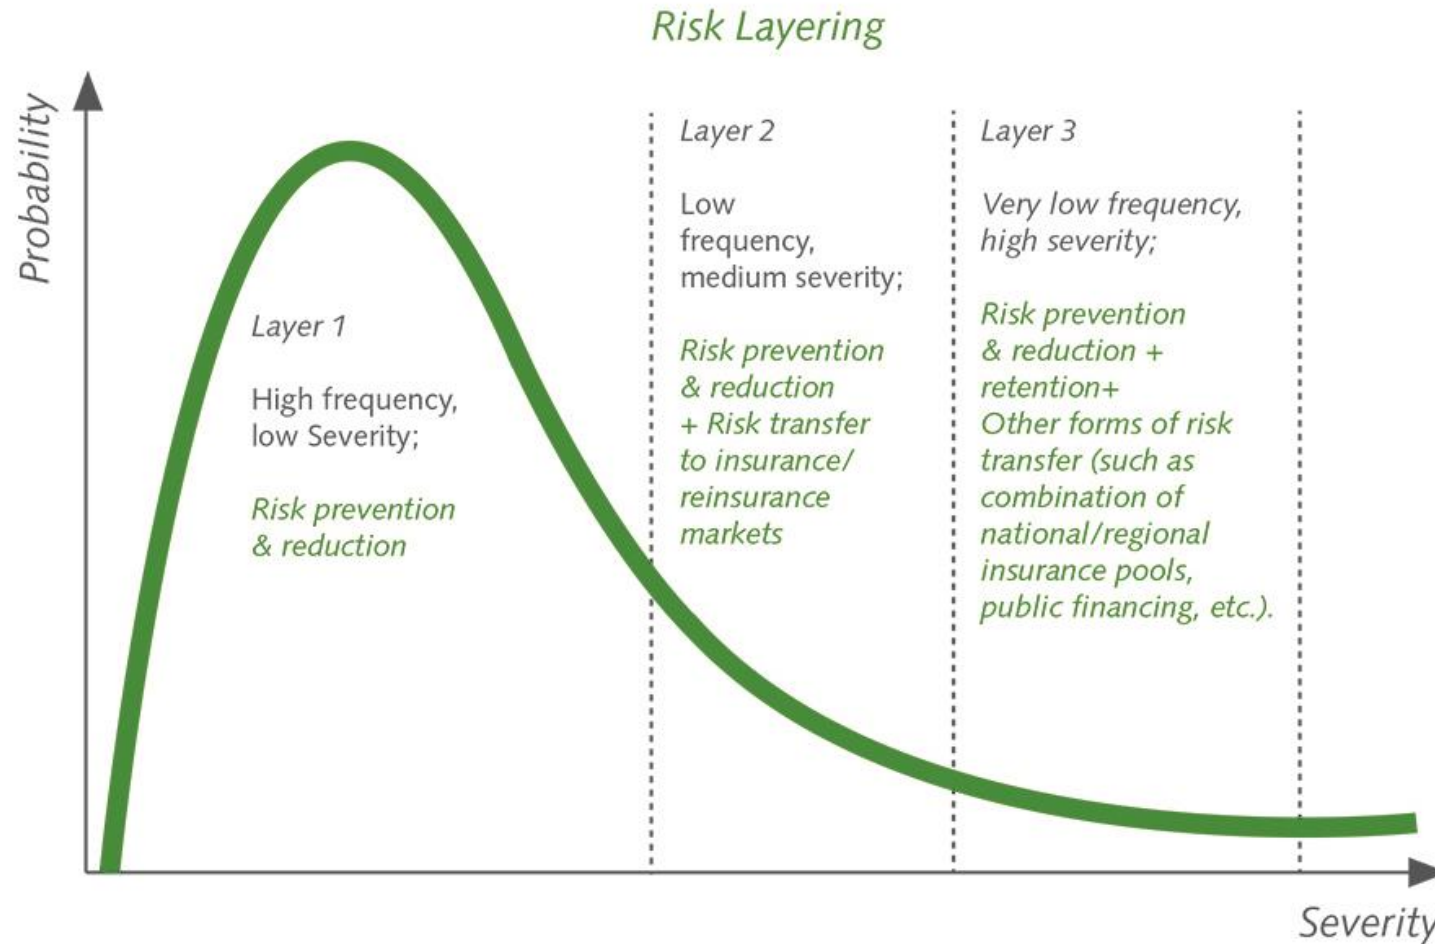 Risk Layering
Probability
Layer 1
High frequency,
low Severity;
Risk prevention
& reduction
Layer 2
Low
frequency,
medium severity;
Risk prevention
& reduction
+ Risk transfer
to insurance/
reinsurance
markets
Layer 3
Very low frequency,
high severity;
Risk prevention
& reduction +
retention+
Other forms of risk
transfer (such as
combination of
national/regional
insurance pools,
public financing, etc.).
Severity